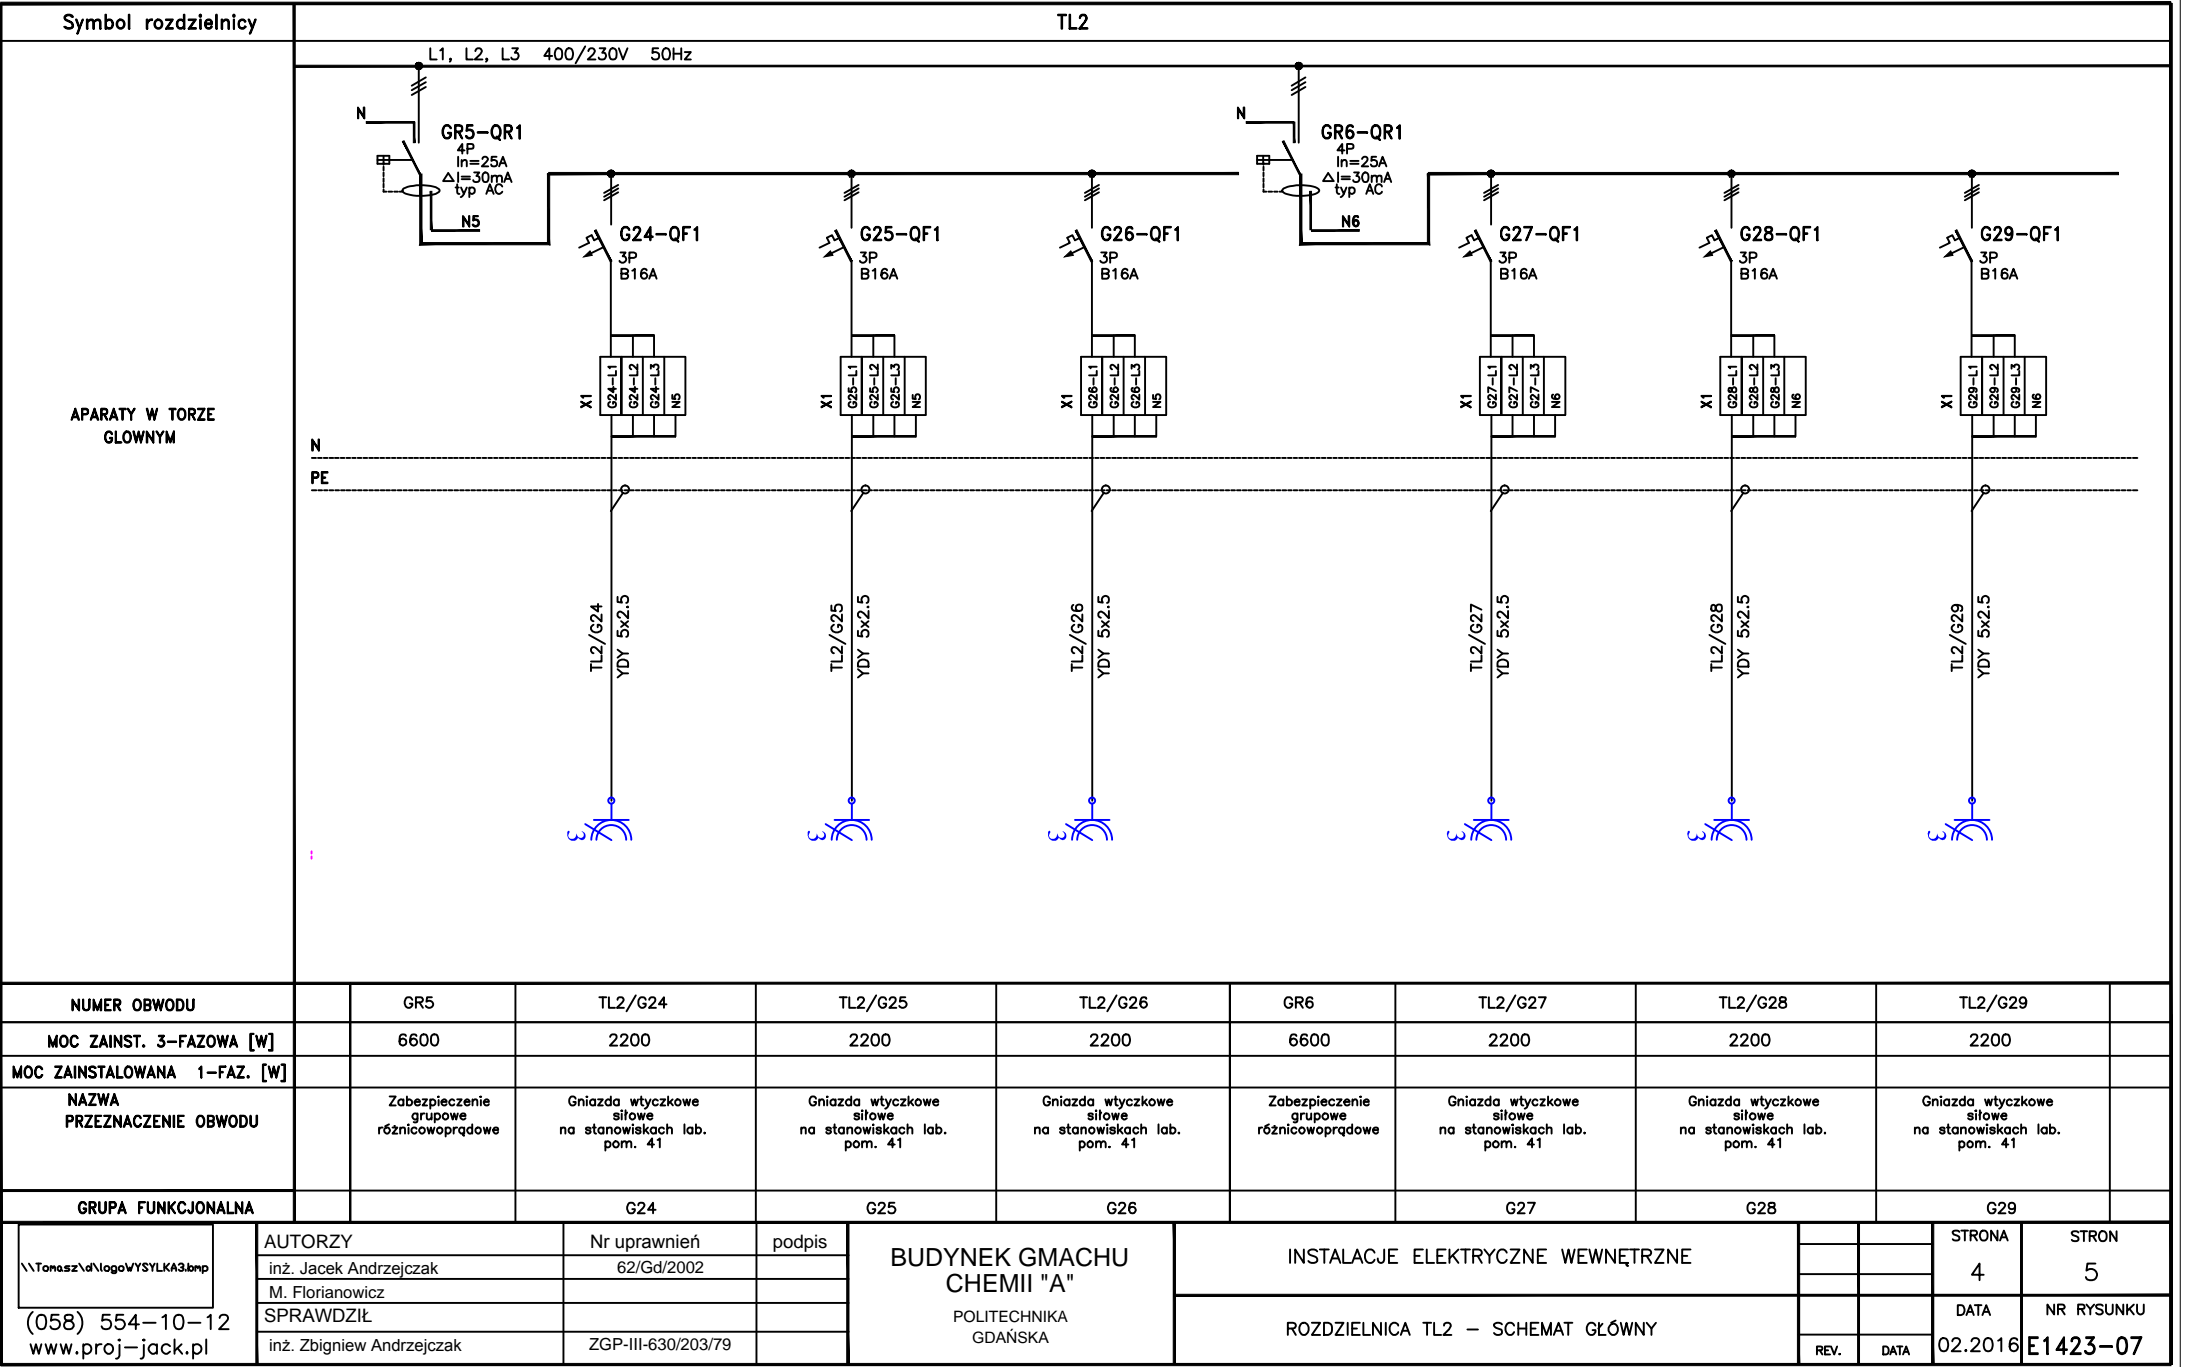 Symbol rozdzielnicy
TL2
L1, L2, L3 400/230V 50Hz
N
GR5-QR1
4P
In=25A
△I=30mA
typ AC
N5
G24-QF1
3P
B16A
G25-QF1
3P
B16A
G26-QF1
3P
B16A
N
GR6-QR1
4P
In=25A
△I=30mA
typ AC
N6
G27-QF1
3P
B16A
G28-QF1
3P
B16A
G29-QF1
3P
B16A
X1
G24-L1
G24-L2
G24-L3
N5
X1
G25-L1
G25-L2
G25-L3
N5
X1
G26-L1
G26-L2
G26-L3
N5
X1
G27-L1
G27-L2
G27-L3
N6
X1
G28-L1
G28-L2
G28-L3
N6
X1
G29-L1
G29-L2
G29-L3
N6
APARATY W TORZE
GLOWNYM
N
PE
TL2/G24
YDY 5x2.5
TL2/G25
YDY 5x2.5
TL2/G26
YDY 5x2.5
TL2/G27
YDY 5x2.5
TL2/G28
YDY 5x2.5
TL2/G29
YDY 5x2.5
3
3
3
3
3
3
NUMER OBWODU GR5 TL2/G24 TL2/G25 TL2/G26 GR6 TL2/G27 TL2/G28 TL2/G29
MOC ZAINST. 3-FAZOWA [W] 6600 2200 2200 2200 6600 2200 2200 2200
MOC ZAINSTALOWANA 1-FAZ. [W]
NAZWA
PRZEZNACZENIE OBWODU
Zabezpieczenie
grupowe
różnicowoprądowe
Gniazda wtyczkowe
siłowe
na stanowiskach lab.
pom. 41
Gniazda wtyczkowe
siłowe
na stanowiskach lab.
pom. 41
Gniazda wtyczkowe
siłowe
na stanowiskach lab.
pom. 41
Zabezpieczenie
grupowe
różnicowoprądowe
Gniazda wtyczkowe
siłowe
na stanowiskach lab.
pom. 41
Gniazda wtyczkowe
siłowe
na stanowiskach lab.
pom. 41
Gniazda wtyczkowe
siłowe
na stanowiskach lab.
pom. 41
GRUPA FUNKCJONALNA G24 G25 G26 G27 G28 G29
\\Tomasz\d\logoWYSYLKA3.bmp
(058) 554-10-12
www.proj-jack.pl
AUTORZY Nr uprawnień podpis
inż. Jacek Andrzejczak 62/Gd/2002
M. Florianowicz
SPRAWDZIŁ
inż. Zbigniew Andrzejczak ZGP-III-630/203/79
BUDYNEK GMACHU
CHEMII "A"
POLITECHNIKA
GDAŃSKA
INSTALACJE ELEKTRYCZNE WEWNĘTRZNE
ROZDZIELNICA TL2 - SCHEMAT GŁÓWNY
REV. DATA
STRONA
4
STRON
5
DATA
02.2016
NR RYSUNKU
E1423-07